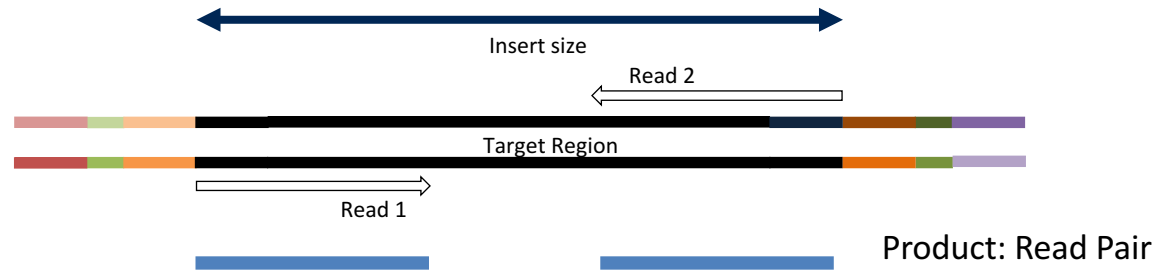 Insert size
Read 2
Target Region
Read 1
Product: Read Pair